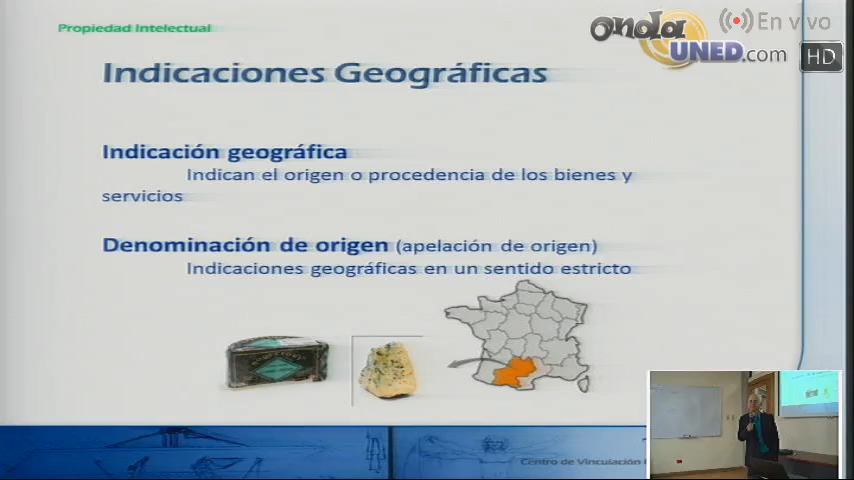 Propiedad Intelectual
onda UNED.com
En vivo
HD
Indicaciones Geográficas
Indicación geográfica
Indican el origen o procedencia de los bienes y
servicios
Denominación de origen (apelación de origen)
Indicaciones geográficas en un sentido estricto
Centro de Vinculación